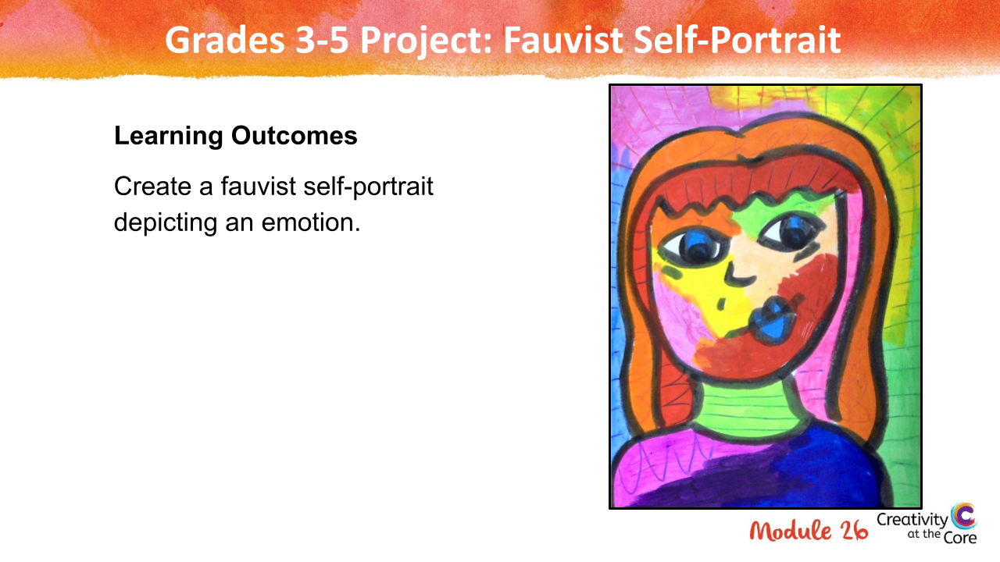 Grades 3-5 Project: Fauvist Self-Portrait
Learning Outcomes
Create a fauvist self-portrait
depicting an emotion.
Module 26
Creativity
at the Core